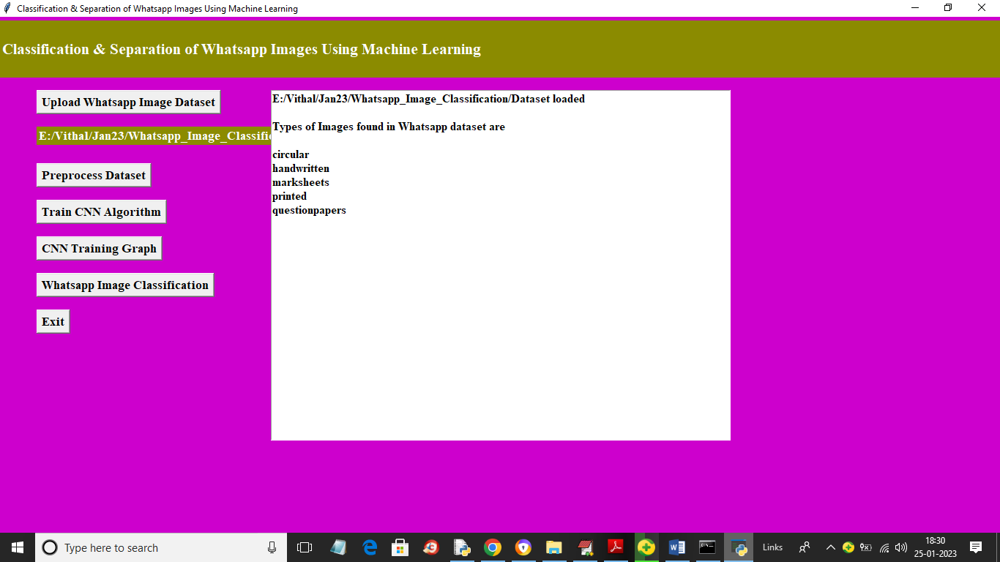 Classification & Separation of Whatsapp Images Using Machine Learning
Classification & Separation of Whatsapp Images Using Machine Learning
Upload Whatsapp Image Dataset
E:/Vithal/Jan23/Whatsapp_Image_Classific
Preprocess Dataset
Train CNN Algorithm
CNN Training Graph
Whatsapp Image Classification
Exit
E:/Vithal/Jan23/Whatsapp_Image_Classification/Dataset loaded
Types of Images found in Whatsapp dataset are
circular
handwritten
marksheets
printed
questionpapers
Type here to search
Links
18:30
25-01-2023